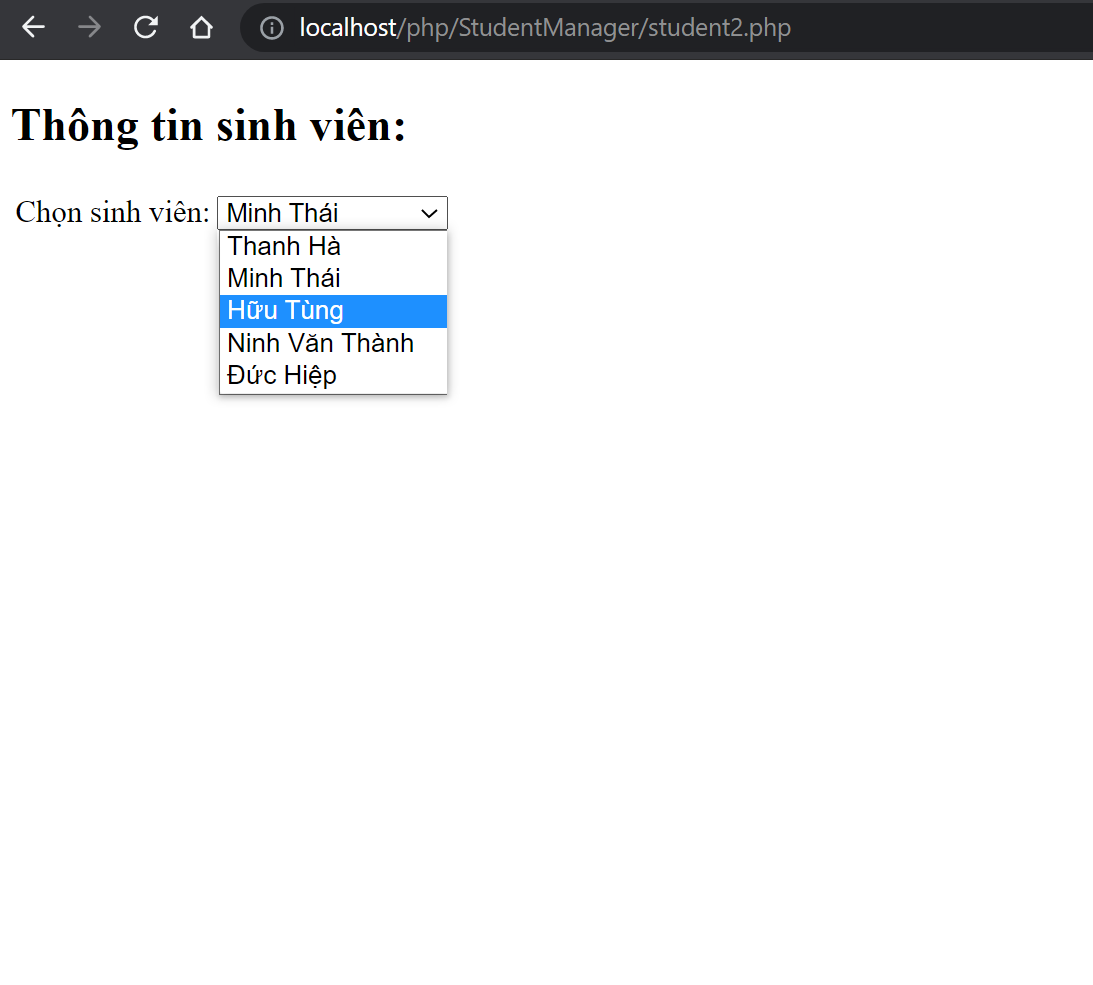 localhost/php/StudentManager/student2.php
Thông tin sinh viên:
Chọn sinh viên: Minh Thái
Thanh Hà
Minh Thái
Hữu Tùng
Ninh Văn Thành
Đức Hiệp